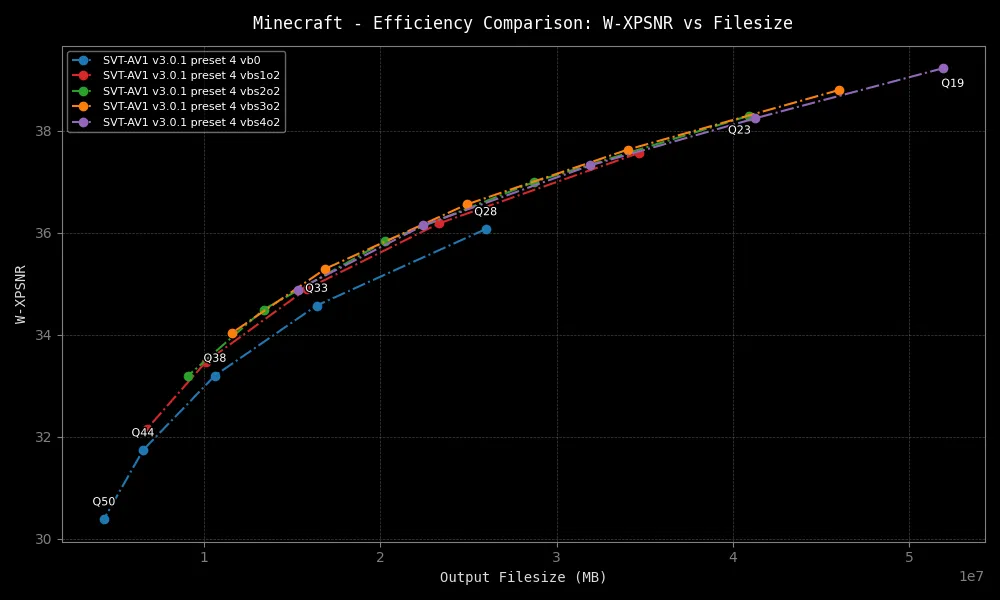 Minecraft - Efficiency Comparison: W-XPSNR vs Filesize
SVT-AV1 v3.0.1 preset 4 vb0
SVT-AV1 v3.0.1 preset 4 vbs1o2
SVT-AV1 v3.0.1 preset 4 vbs2o2
SVT-AV1 v3.0.1 preset 4 vbs3o2
SVT-AV1 v3.0.1 preset 4 vbs4o2
Q19
Q23
Q28
Q33
Q38
Q44
Q50
W-XPSNR
38
36
34
32
30
1 2 3 4 5
1e7
Output Filesize (MB)